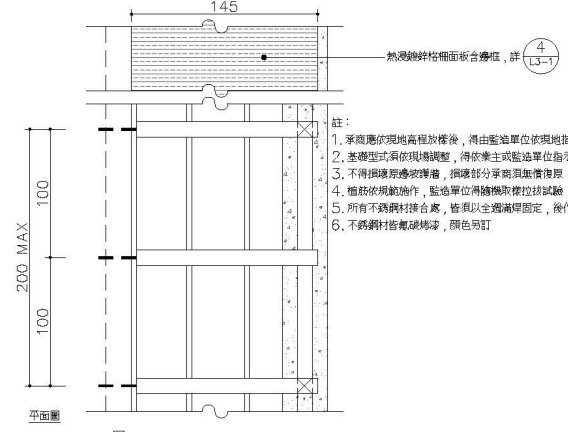 145
熱浸鍍鋅格柵面板含邊框，詳
4
L3-1
註：
1. 承商應依現地高程放樣後，得由監造單位依現地指
2. 基礎型式須依現場調整，得依業主或監造單位指示
3. 不得損壞原邊坡護牆，損壞部分承商須無償復原
4. 植筋依規範施作，監造單位得隨機取樣拉拔試驗
5. 所有不銹鋼材接合處，皆須以全週滿焊固定，後作
6. 不銹鋼材皆氟碳烤漆，顏色另訂
200 MAX
100
100
平面圖